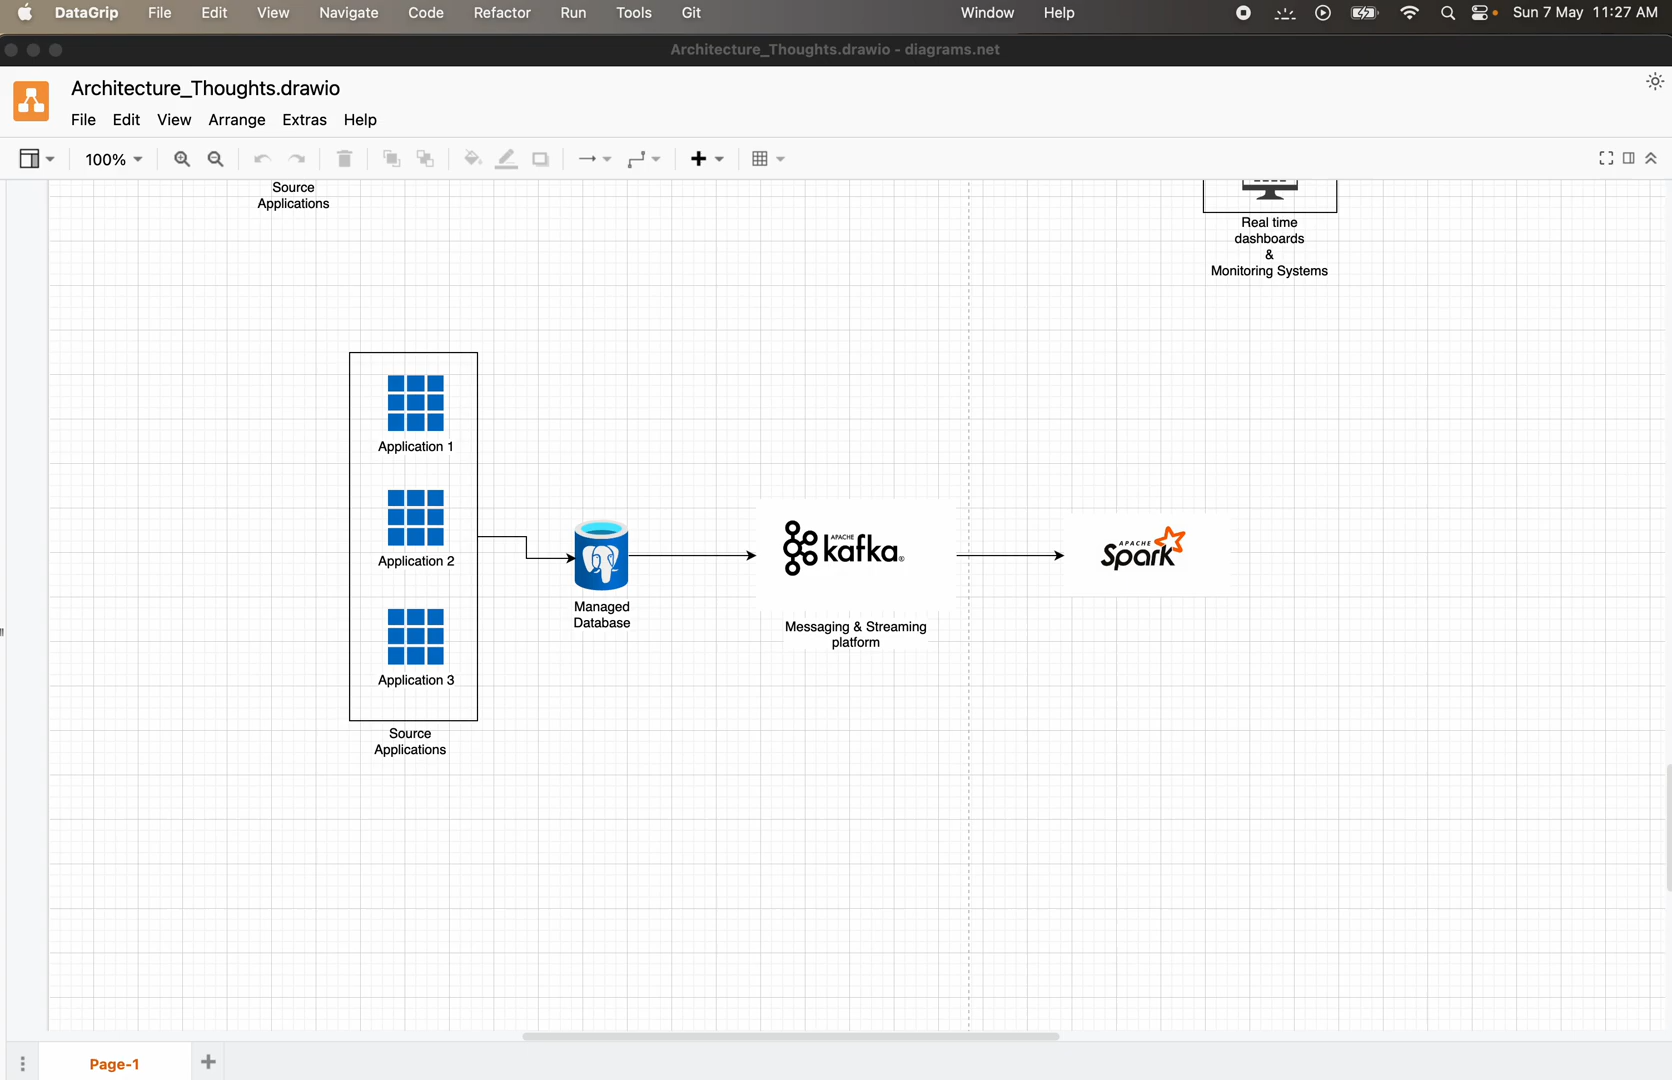 DataGrip File Edit View Navigate Code Refactor Run Tools Git Window Help Sun 7 May 11:27 AM
Architecture_Thoughts.drawio - diagrams.net
Architecture_Thoughts.drawio
File Edit View Arrange Extras Help
100%
Source
Applications
Real time
dashboards
&
Monitoring Systems
Application 1
Application 2
Application 3
Source
Applications
Managed
Database
APACHE
kafka®
Messaging & Streaming
platform
APACHE
Spark
Page-1